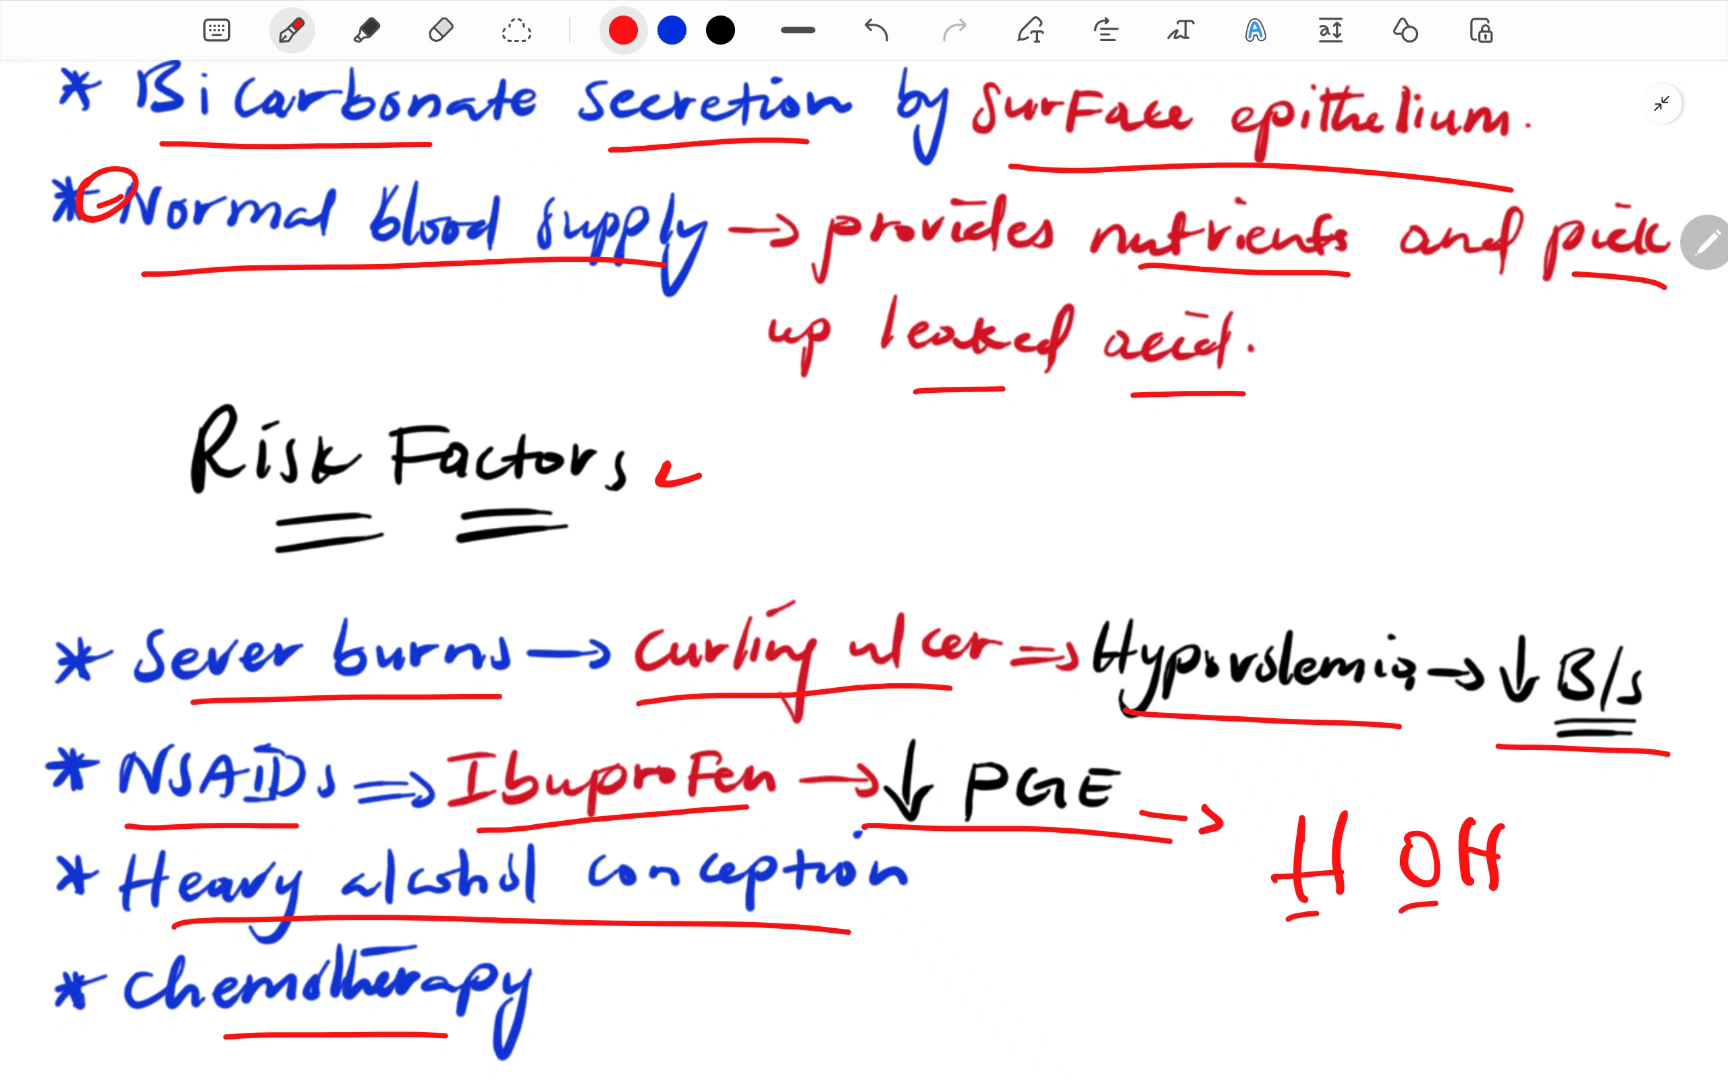 * Bicarbonate secretion by surface epithelium.
* Normal blood supply → provides nutrients and pick
up leaked acid.
Risk Factors
* Sever burns → Curling ulcer ⇒ Hypovolemia → ↓ B/s
* NSAIDs ⇒ Ibuprofen → ↓ PGE → H OH
* Heavy alcohol conception
* chemotherapy